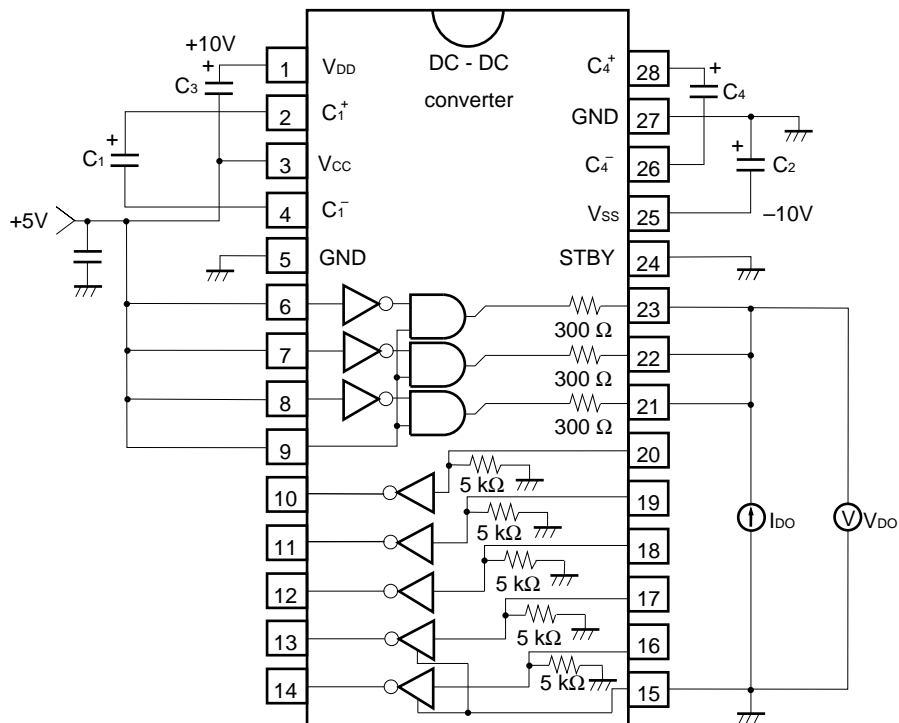 +10V
C3
+
1
VDD
DC - DC
converter
C4+
28
+
C4
2
C1+
GND
27
+
C1
3
VCC
C4−
26
+
C2
4
C1−
VSS
25
–10V
+5V
5
GND
STBY
24
6
23
300 Ω
7
22
300 Ω
8
21
300 Ω
9
20
5 kΩ
10
19
5 kΩ
11
18
5 kΩ
12
17
5 kΩ
13
16
5 kΩ
14
15
IDO
V
VDO